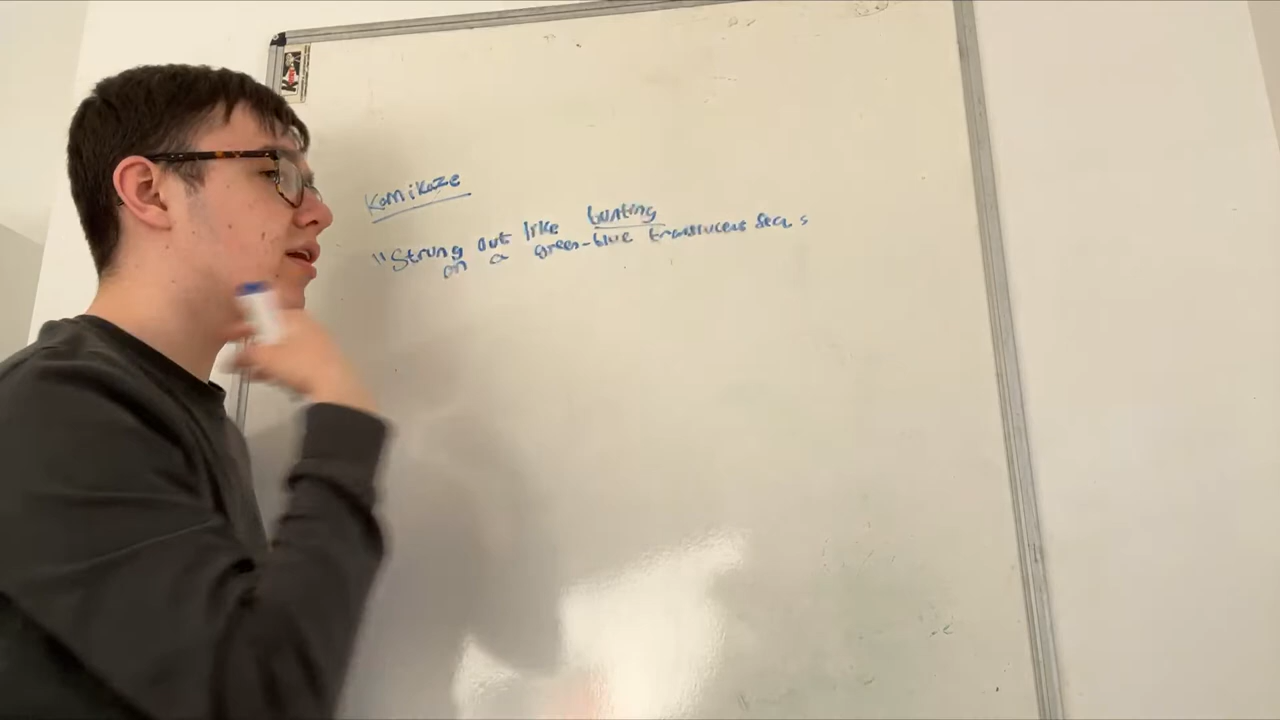 Kamikaze
"Strung out like bunting
on a green-blue translucent sea,